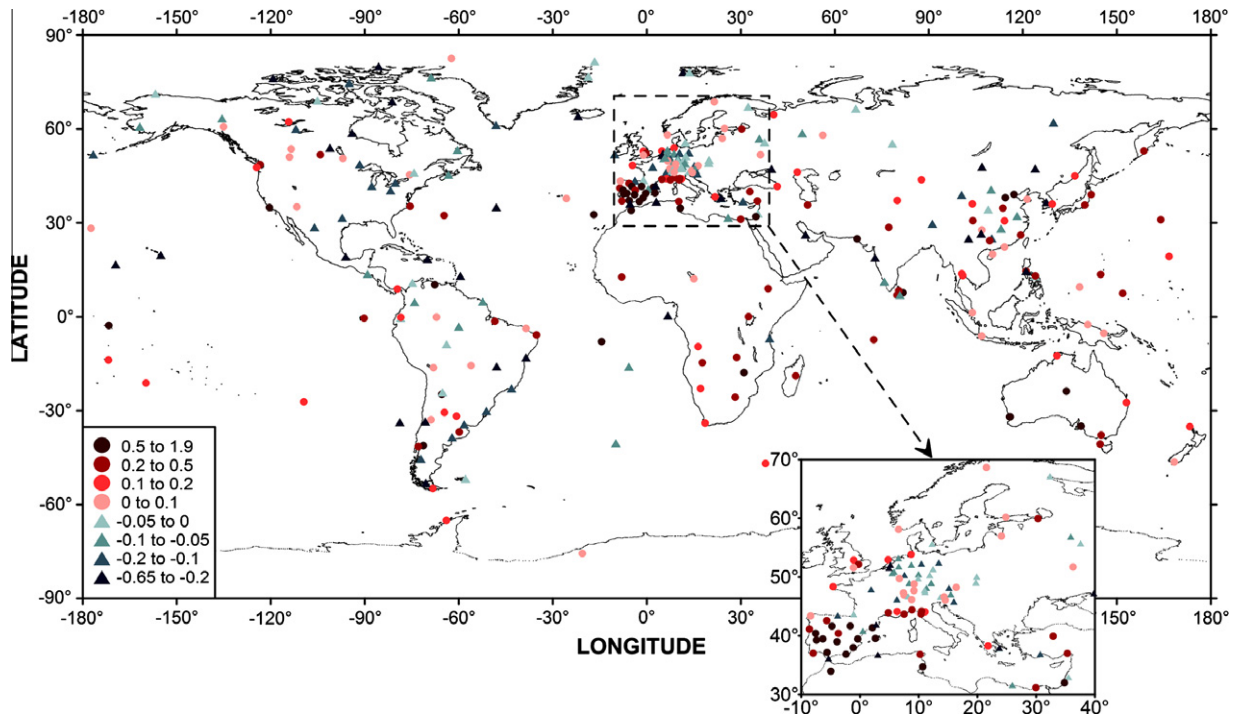 -180° -150° -120° -90° -60° -30° 0° 30° 60° 90° 120° 150° 180°
90°
60°
30°
0°
-30°
-60°
-90°
LATITUDE
0.5 to 1.9
0.2 to 0.5
0.1 to 0.2
0 to 0.1
-0.05 to 0
-0.1 to -0.05
-0.2 to -0.1
-0.65 to -0.2
70°
60°
50°
40°
30°
-10° 0° 10° 20° 30° 40°
-180° -150° -120° -90° -60° -30° 0° 30° 60° 90° 120° 150° 180°
LONGITUDE